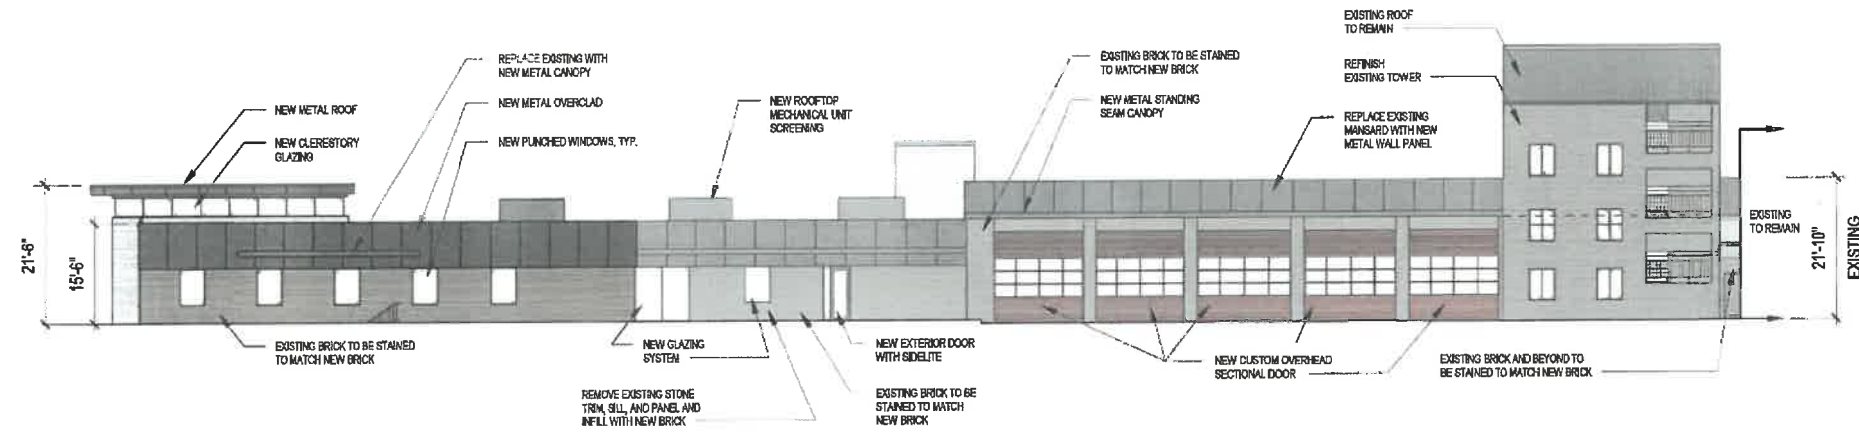 EXISTING ROOF
TO REMAIN
REPLACE EXISTING WITH
NEW METAL CANOPY
EXISTING BRICK TO BE STAINED
TO MATCH NEW BRICK
REFINISH
EXISTING TOWER
NEW METAL ROOF
NEW METAL OVERCLAD
NEW ROOFTOP
MECHANICAL UNIT
SCREENING
NEW METAL STANDING
SEAM CANOPY
REPLACE EXISTING
MANSARD WITH NEW
METAL WALL PANEL
NEW CLERESTORY
GLAZING
NEW PUNCHED WINDOWS, TYP.
21'-6"
15'-6"
EXISTING
TO REMAIN
21'-10"
EXISTING
EXISTING BRICK TO BE STAINED
TO MATCH NEW BRICK
NEW GLAZING
SYSTEM
NEW EXTERIOR DOOR
WITH SIDELITE
NEW CUSTOM OVERHEAD
SECTIONAL DOOR
EXISTING BRICK AND BEYOND TO
BE STAINED TO MATCH NEW BRICK
REMOVE EXISTING STONE
TRIM, SILL, AND PANEL AND
INFILL WITH NEW BRICK
EXISTING BRICK TO BE
STAINED TO MATCH
NEW BRICK